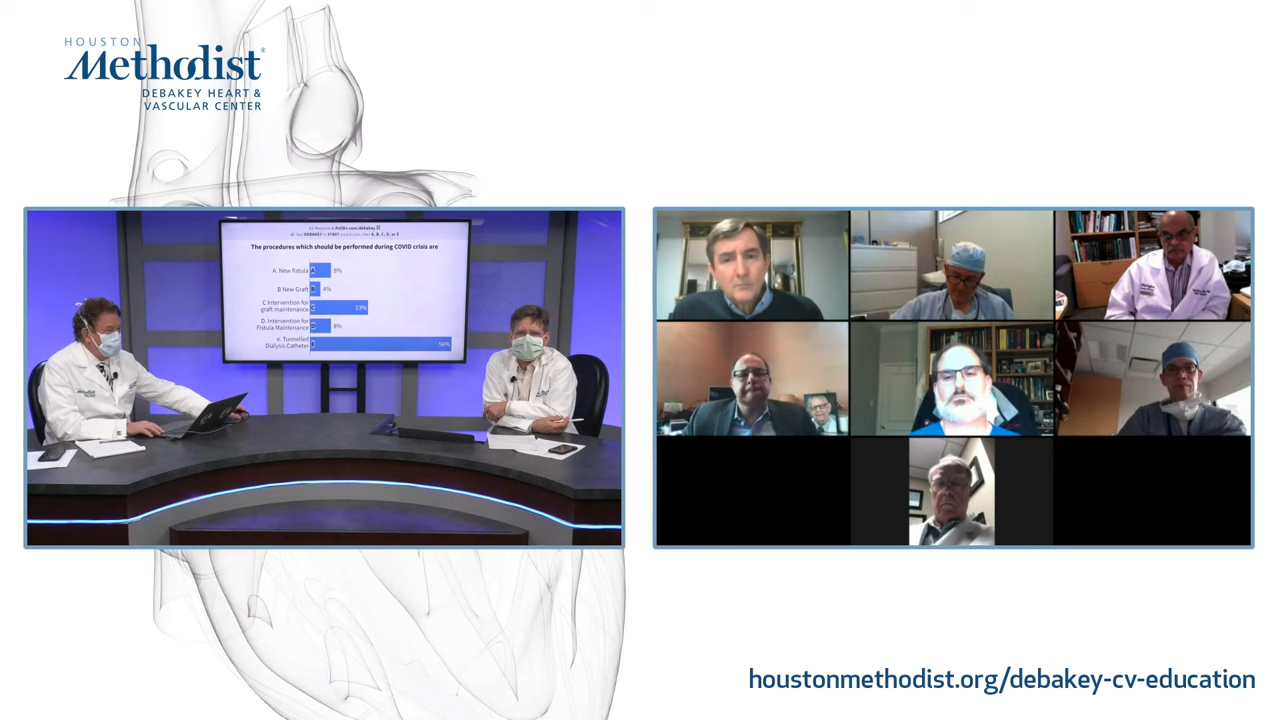 HOUSTON
Methodist®
DEBAKEY HEART &
VASCULAR CENTER
The procedures which should be performed during COVID crisis are
A. New fistula A 8%
B New Graft B 4%
C Intervention for
graft maintenance C 23%
D. Intervention for
Fistula Maintenance D 8%
e. Tunnelled
Dialysis Catheter E 56%
Methodist
houstonmethodist.org/debakey-cv-education